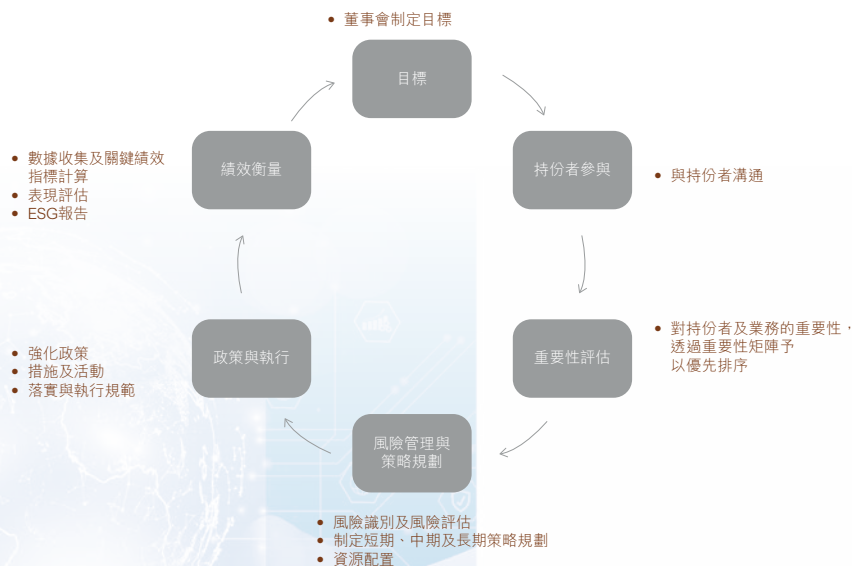 • 董事會制定目標
目標
持份者參與
• 與持份者溝通
重要性評估
• 對持份者及業務的重要性，
透過重要性矩陣予
以優先排序
風險管理與
策略規劃
• 風險識別及風險評估
• 制定短期、中期及長期策略規劃
• 資源配置
政策與執行
• 強化政策
• 措施及活動
• 落實與執行規範
績效衡量
• 數據收集及關鍵績效
指標計算
• 表現評估
• ESG報告